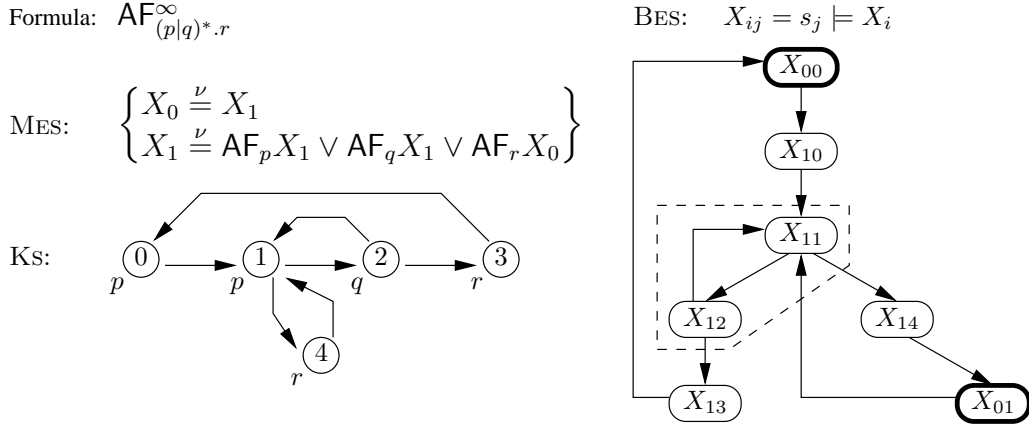 Formula: AF^∞_{(p|q)*.r}
BES: X_{ij} = s_j ⊨ X_i
MES: { X_0 =^ν X_1
X_1 =^ν AF_p X_1 ∨ AF_q X_1 ∨ AF_r X_0 }
KS:
0 p
1 p
2 q
3 r
4 r
X_{00}
X_{10}
X_{11}
X_{12} X_{14}
X_{13} X_{01}